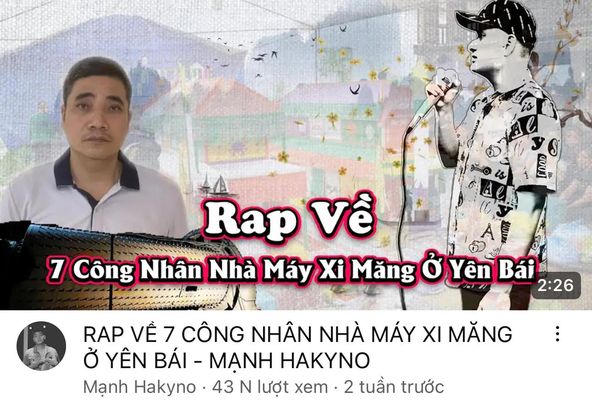 Rap Về
7 Công Nhân Nhà Máy Xi Măng Ở Yên Bái
2:26
RAP VỀ 7 CÔNG NHÂN NHÀ MÁY XI MĂNG
Ở YÊN BÁI - MẠNH HAKYNO
Mạnh Hakyno · 43 N lượt xem · 2 tuần trước